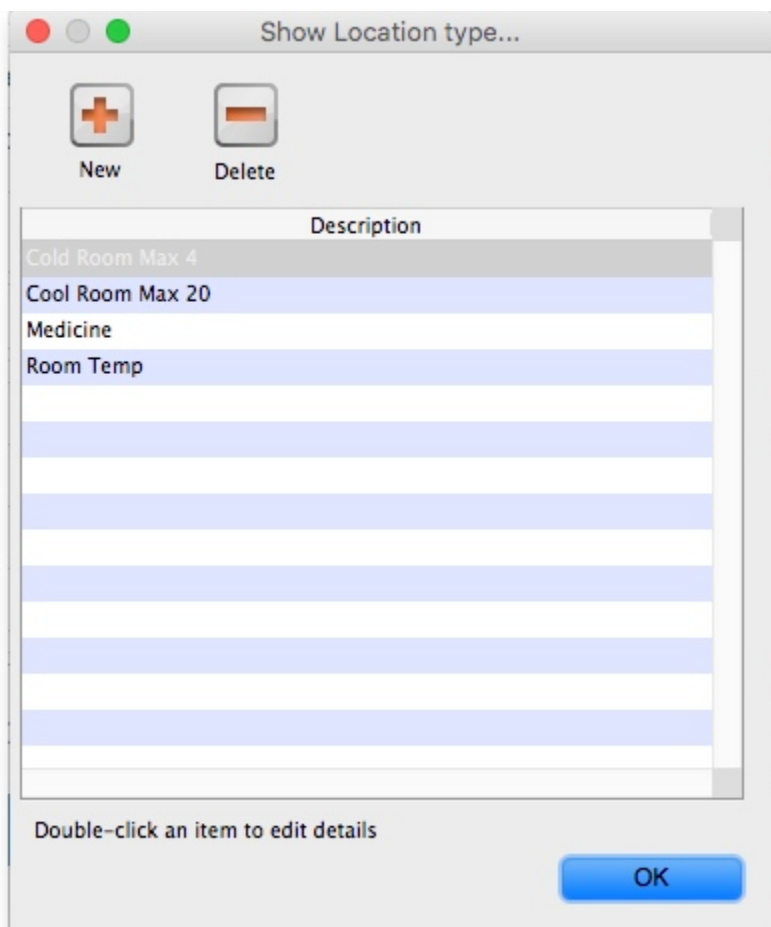 Show Location type...
New Delete
Description
Cold Room Max 4
Cool Room Max 20
Medicine
Room Temp
Double-click an item to edit details
OK